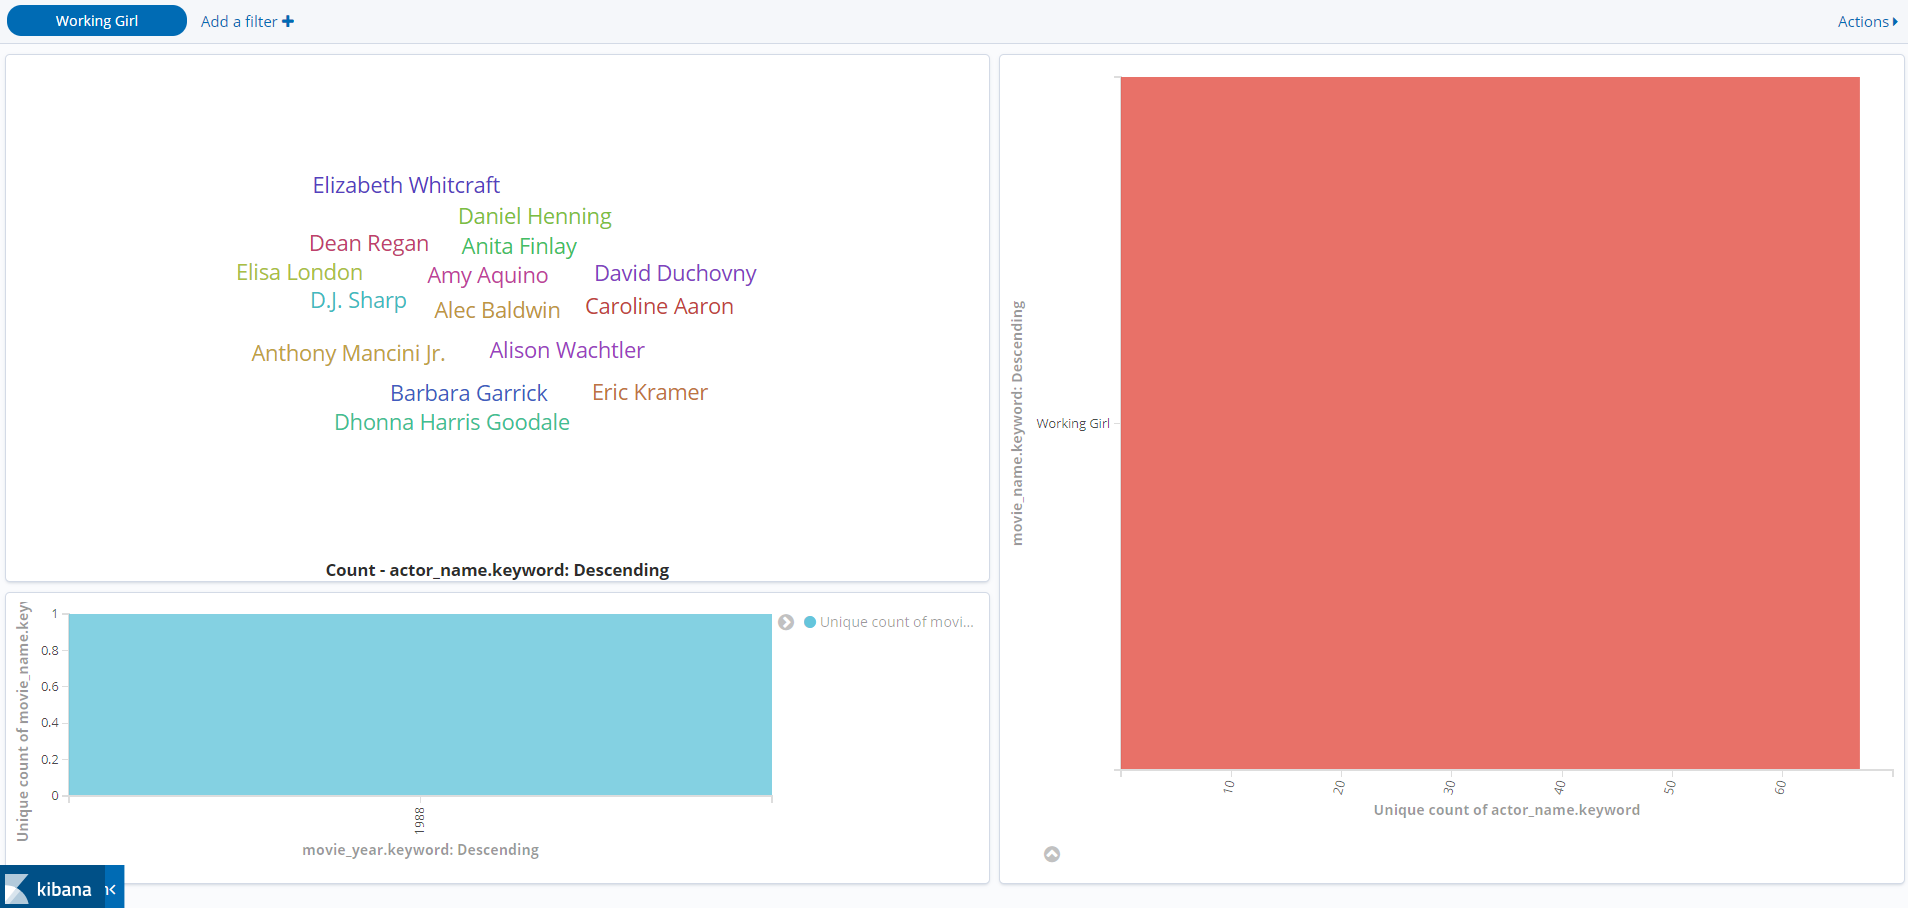 Working Girl
Add a filter
Actions
Elizabeth Whitcraft
Daniel Henning
Dean Regan
Anita Finlay
Elisa London
Amy Aquino
David Duchovny
D.J. Sharp
Alec Baldwin
Caroline Aaron
Anthony Mancini Jr.
Alison Wachtler
Barbara Garrick
Eric Kramer
Dhonna Harris Goodale
Count - actor_name.keyword: Descending
Unique count of movie_name.key
1
0.8
0.6
0.4
0.2
0
1988
movie_year.keyword: Descending
Unique count of movi...
movie_name.keyword: Descending
Working Girl
10
20
30
40
50
60
Unique count of actor_name.keyword
kibana